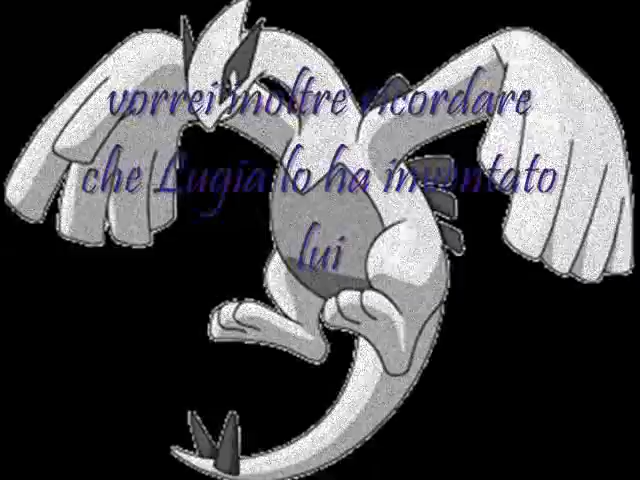 vorrei inoltre ricordare
che Lugia lo ha inventato
lui